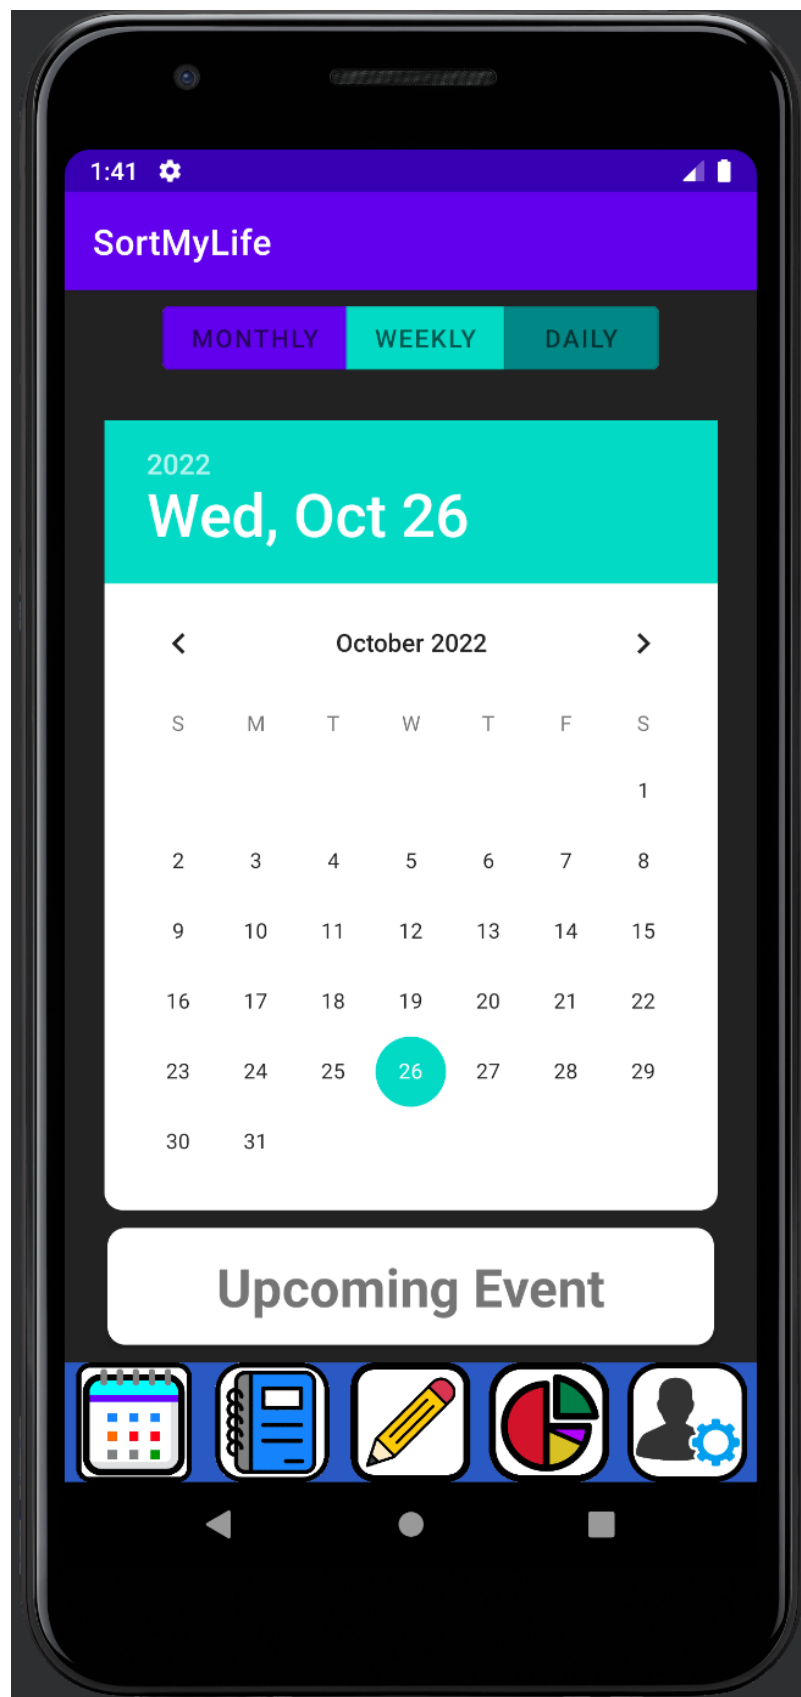 1:41
SortMyLife
MONTHLY WEEKLY DAILY
2022
Wed, Oct 26
October 2022
S M T W T F S
1
2 3 4 5 6 7 8
9 10 11 12 13 14 15
16 17 18 19 20 21 22
23 24 25 26 27 28 29
30 31
Upcoming Event